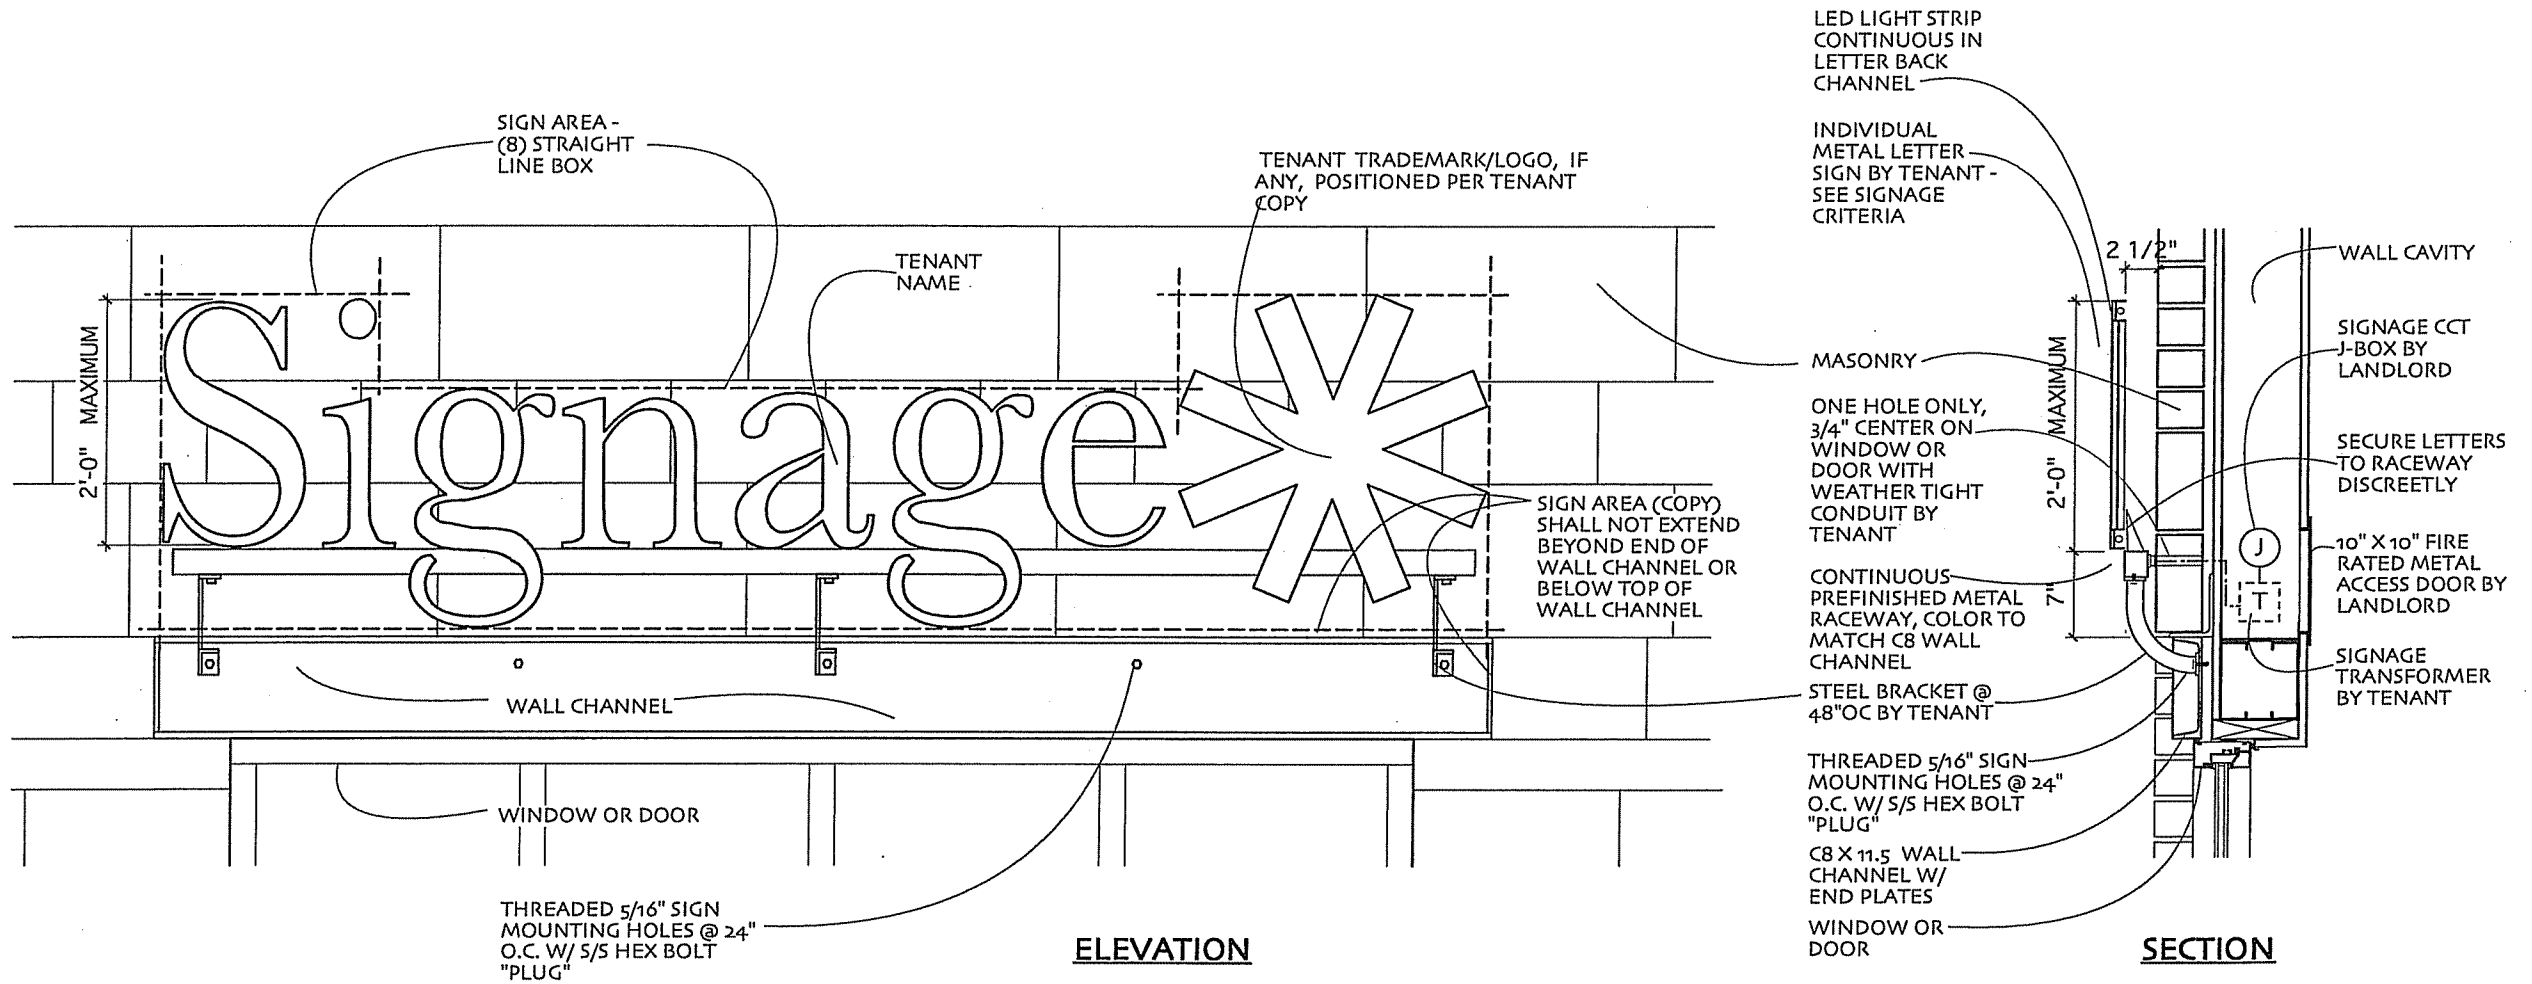 SIGN AREA -
(8) STRAIGHT
LINE BOX
TENANT TRADEMARK/LOGO, IF
ANY, POSITIONED PER TENANT
COPY
TENANT
NAME
2'-0" MAXIMUM
Signage
SIGN AREA (COPY)
SHALL NOT EXTEND
BEYOND END OF
WALL CHANNEL OR
BELOW TOP OF
WALL CHANNEL
WALL CHANNEL
WINDOW OR DOOR
THREADED 5/16" SIGN
MOUNTING HOLES @ 24"
O.C. W/ S/S HEX BOLT
"PLUG"
ELEVATION
LED LIGHT STRIP
CONTINUOUS IN
LETTER BACK
CHANNEL
INDIVIDUAL
METAL LETTER
SIGN BY TENANT -
SEE SIGNAGE
CRITERIA
MASONRY
ONE HOLE ONLY,
3/4" CENTER ON
WINDOW OR
DOOR WITH
WEATHER TIGHT
CONDUIT BY
TENANT
CONTINUOUS
PREFINISHED METAL
RACEWAY, COLOR TO
MATCH C8 WALL
CHANNEL
STEEL BRACKET @
48"OC BY TENANT
THREADED 5/16" SIGN
MOUNTING HOLES @ 24"
O.C. W/ S/S HEX BOLT
"PLUG"
C8 X 11.5 WALL
CHANNEL W/
END PLATES
WINDOW OR
DOOR
2 1/2"
2'-0" MAXIMUM
7"
J
T
WALL CAVITY
SIGNAGE CCT
J-BOX BY
LANDLORD
SECURE LETTERS
TO RACEWAY
DISCREETLY
10" X 10" FIRE
RATED METAL
ACCESS DOOR BY
LANDLORD
SIGNAGE
TRANSFORMER
BY TENANT
SECTION